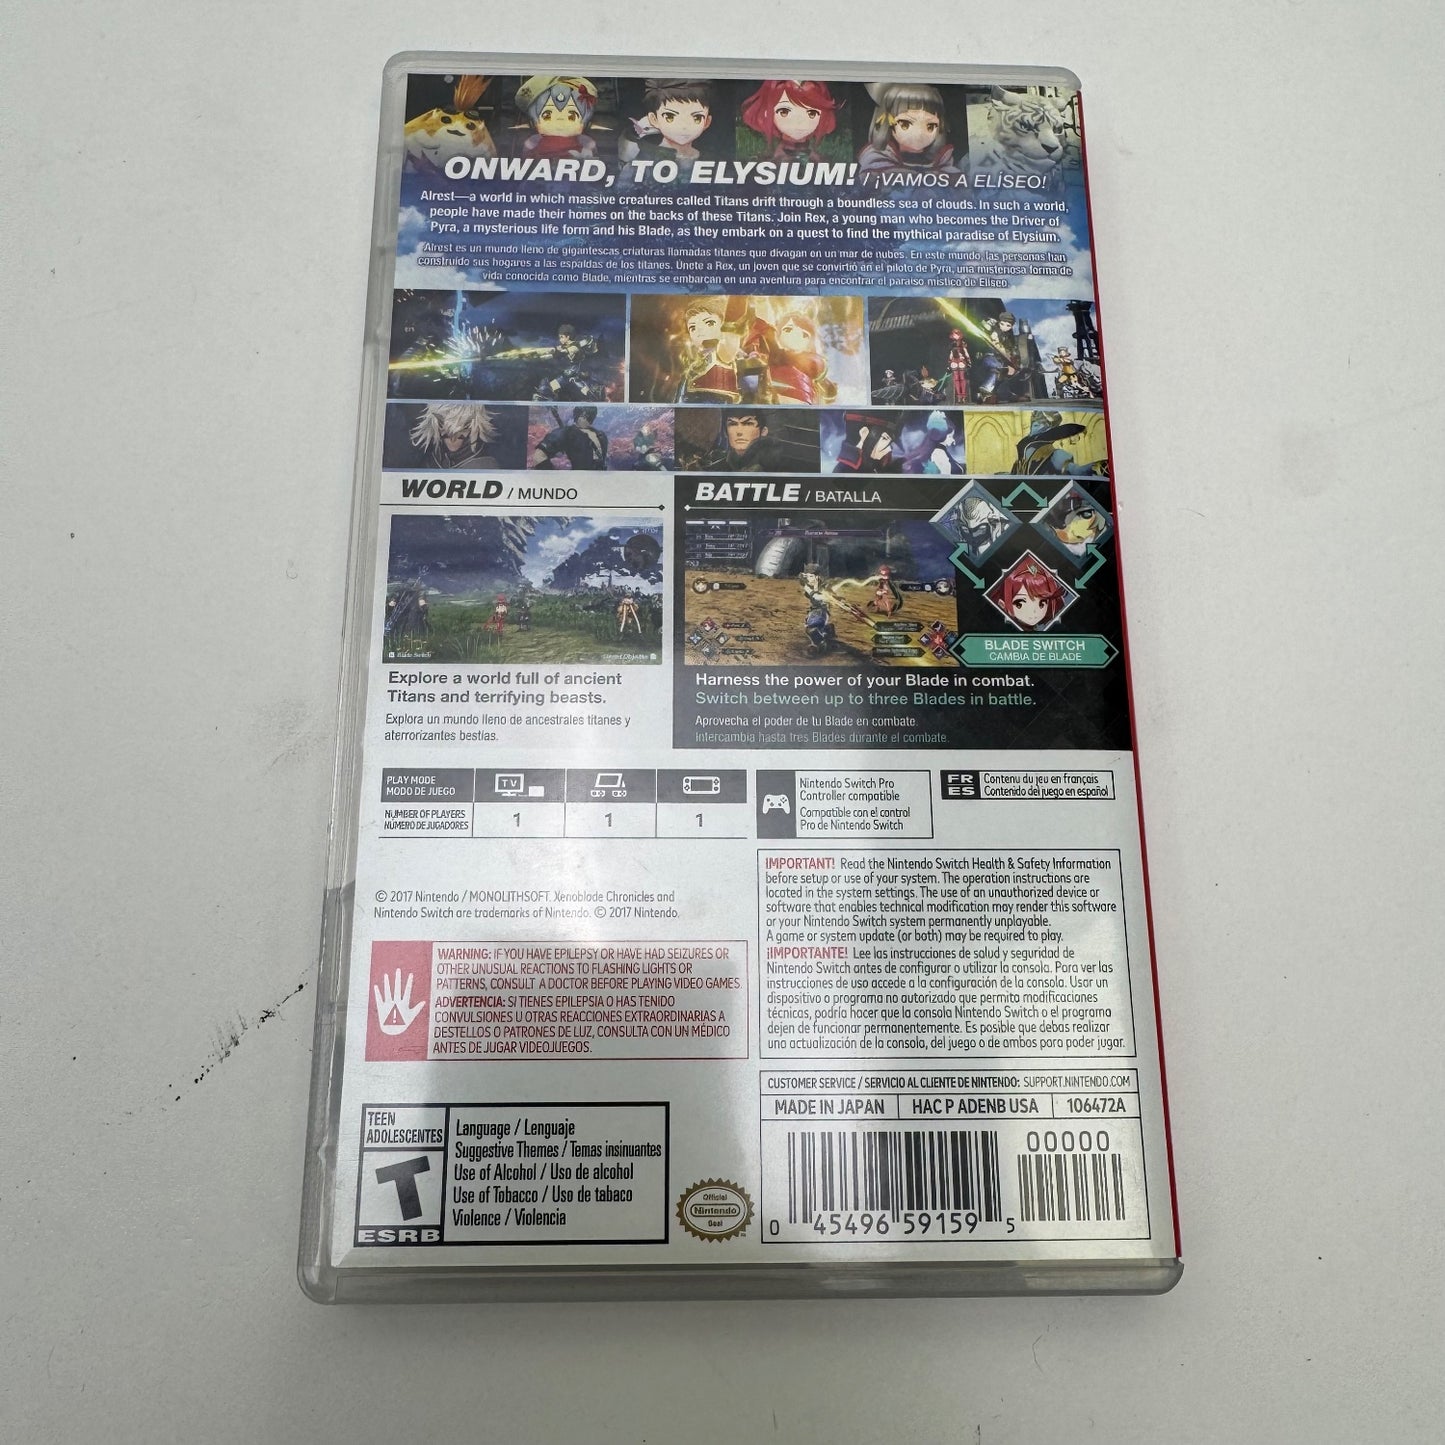 ONWARD, TO ELYSIUM! / ¡VAMOS A ELÍSEO!
Alrest—a world in which massive creatures called Titans drift through a boundless sea of clouds. In such a world,
people have made their homes on the backs of these Titans. Join Rex, a young man who becomes the Driver of
Pyra, a mysterious life form and his Blade, as they embark on a quest to find the mythical paradise of Elysium.
Alrest es un mundo lleno de gigantescas criaturas llamadas titanes que divagan en un mar de nubes. En este mundo, las personas han
construido sus hogares a las espaldas de los titanes. Únete a Rex, un joven que se convirtió en el piloto de Pyra, una misteriosa forma de
vida conocida como Blade, mientras se embarcan en una aventura para encontrar el paraíso místico de Elíseo.
WORLD / MUNDO
Blade Switch
Explore a world full of ancient
Titans and terrifying beasts.
Explora un mundo lleno de ancestrales titanes y
aterrorizantes bestias.
BATTLE / BATALLA
BLADE SWITCH
CAMBIA DE BLADE
Harness the power of your Blade in combat.
Switch between up to three Blades in battle.
Aprovecha el poder de tu Blade en combate.
Intercambia hasta tres Blades durante el combate.
PLAY MODE
MODO DE JUEGO
TV
NUMBER OF PLAYERS
NÚMERO DE JUGADORES
1 1 1
Nintendo Switch Pro
Controller compatible
Compatible con el control
Pro de Nintendo Switch
FR Contenu du jeu en français
ES Contenido del juego en español
© 2017 Nintendo / MONOLITHSOFT. Xenoblade Chronicles and
Nintendo Switch are trademarks of Nintendo. © 2017 Nintendo.
WARNING: IF YOU HAVE EPILEPSY OR HAVE HAD SEIZURES OR
OTHER UNUSUAL REACTIONS TO FLASHING LIGHTS OR
PATTERNS, CONSULT A DOCTOR BEFORE PLAYING VIDEO GAMES.
ADVERTENCIA: SI TIENES EPILEPSIA O HAS TENIDO
CONVULSIONES U OTRAS REACCIONES EXTRAORDINARIAS A
DESTELLOS O PATRONES DE LUZ, CONSULTA CON UN MÉDICO
ANTES DE JUGAR VIDEOJUEGOS.
IMPORTANT! Read the Nintendo Switch Health & Safety Information
before setup or use of your system. The operation instructions are
located in the system settings. The use of an unauthorized device or
software that enables technical modification may render this software
or your Nintendo Switch system permanently unplayable.
A game or system update (or both) may be required to play.
¡IMPORTANTE! Lee las instrucciones de salud y seguridad de
Nintendo Switch antes de configurar o utilizar la consola. Para ver las
instrucciones de uso accede a la configuración de la consola. Usar un
dispositivo o programa no autorizado que permita modificaciones
técnicas, podría hacer que la consola Nintendo Switch o el programa
dejen de funcionar permanentemente. Es posible que debas realizar
una actualización de la consola, del juego o de ambos para poder jugar.
CUSTOMER SERVICE / SERVICIO AL CLIENTE DE NINTENDO: SUPPORT.NINTENDO.COM
MADE IN JAPAN HAC P ADENB USA 106472A
TEEN
ADOLESCENTES
T
ESRB
Language / Lenguaje
Suggestive Themes / Temas insinuantes
Use of Alcohol / Uso de alcohol
Use of Tobacco / Uso de tabaco
Violence / Violencia
Official
Nintendo
Seal
00000
0 45496 59159 5